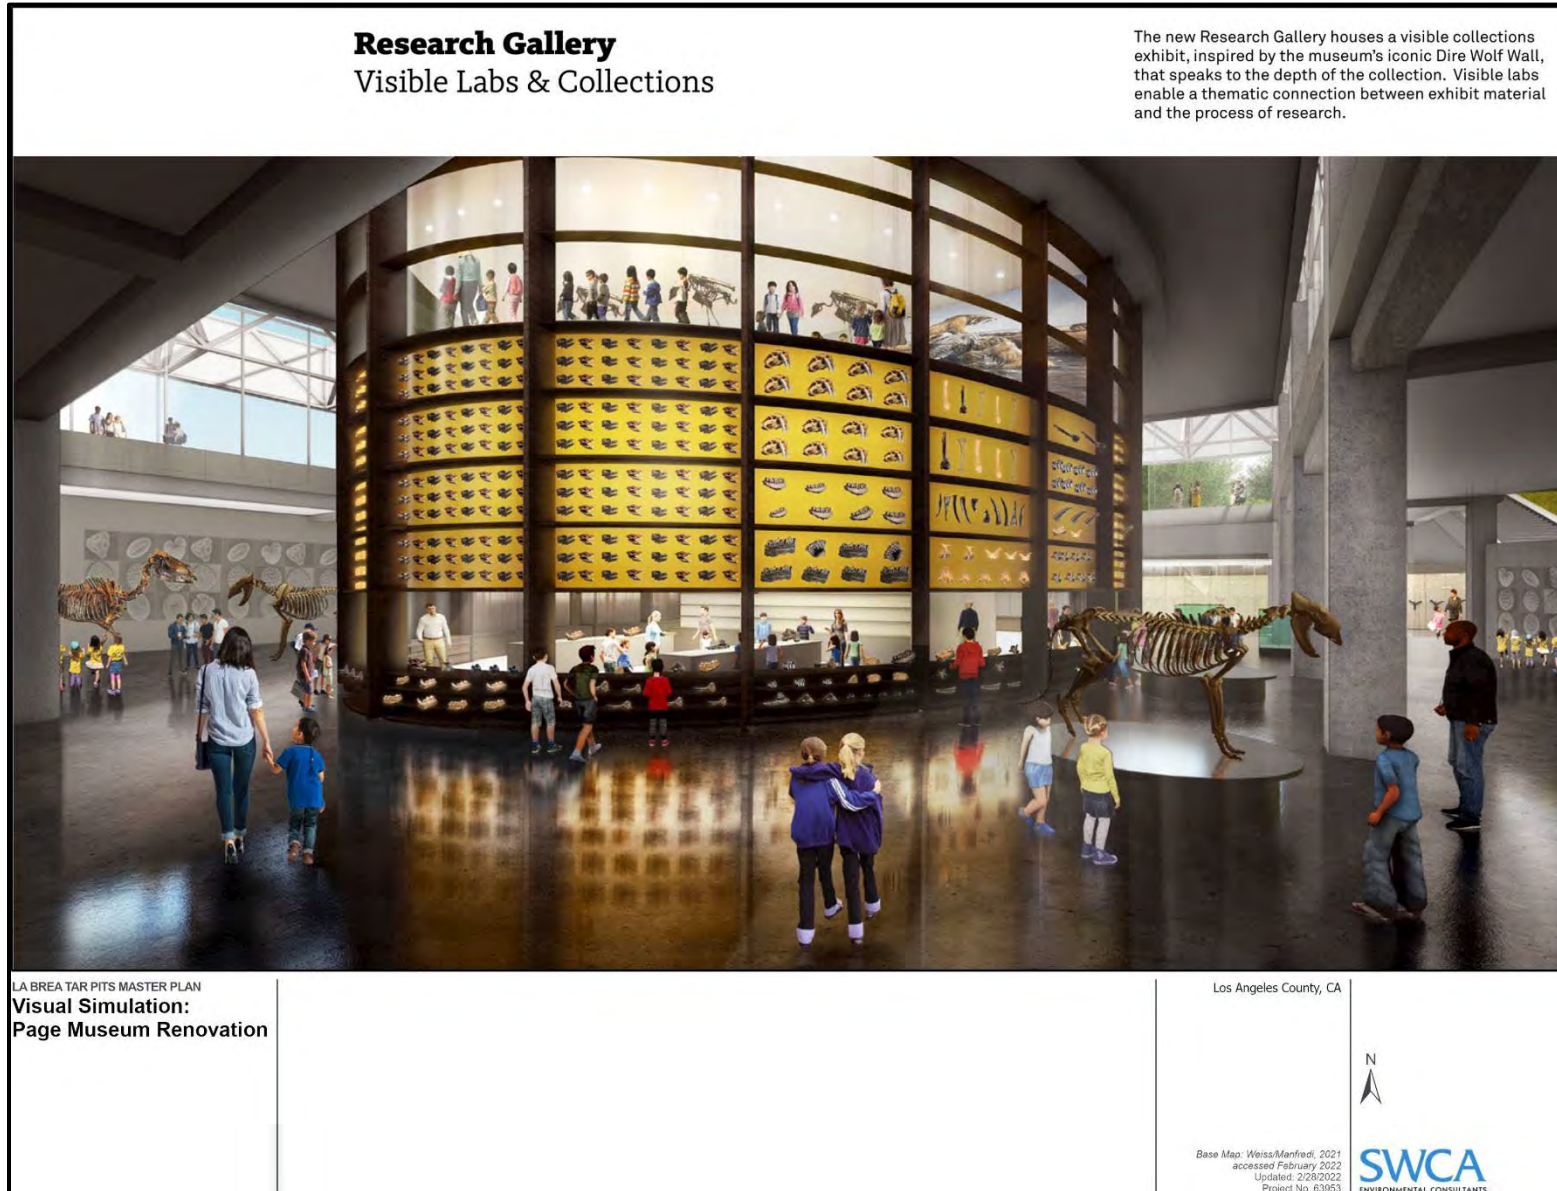 Research Gallery
Visible Labs & Collections
The new Research Gallery houses a visible collections
exhibit, inspired by the museum's iconic Dire Wolf Wall,
that speaks to the depth of the collection. Visible labs
enable a thematic connection between exhibit material
and the process of research.
LA BREA TAR PITS MASTER PLAN
Visual Simulation:
Page Museum Renovation
Los Angeles County, CA
N
Base Map: Weiss/Manfredi, 2021
accessed February 2022
Updated: 2/28/2022
Project No. 63953
SWCA
ENVIRONMENTAL CONSULTANTS